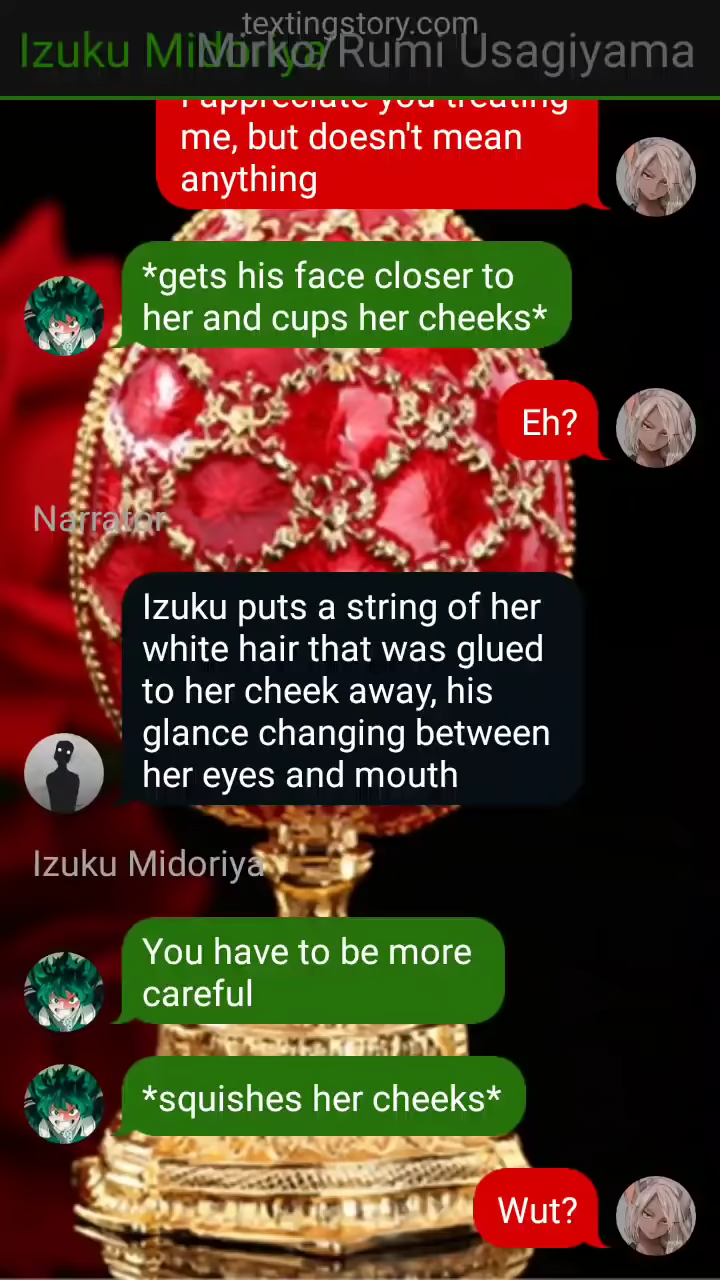 textingstory.com
Izuku Midoriya
Mirko/Rumi Usagiyama
I appreciate you treating
me, but doesn't mean
anything
*gets his face closer to
her and cups her cheeks*
Eh?
Narrator
Izuku puts a string of her
white hair that was glued
to her cheek away, his
glance changing between
her eyes and mouth
Izuku Midoriya
You have to be more
careful
*squishes her cheeks*
Wut?